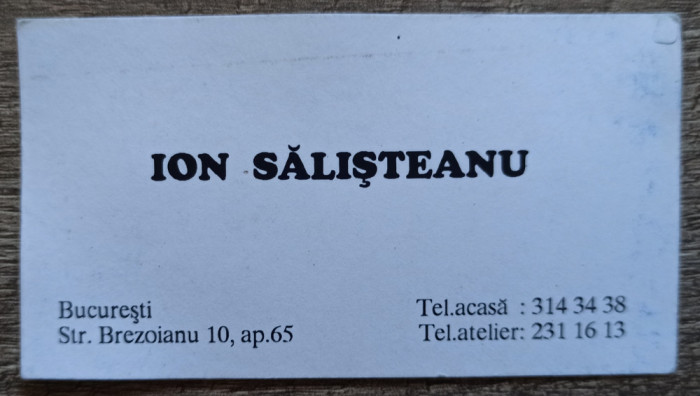 ION SĂLIŞTEANU
Bucureşti
Str. Brezoianu 10, ap.65
Tel.acasă : 314 34 38
Tel.atelier: 231 16 13